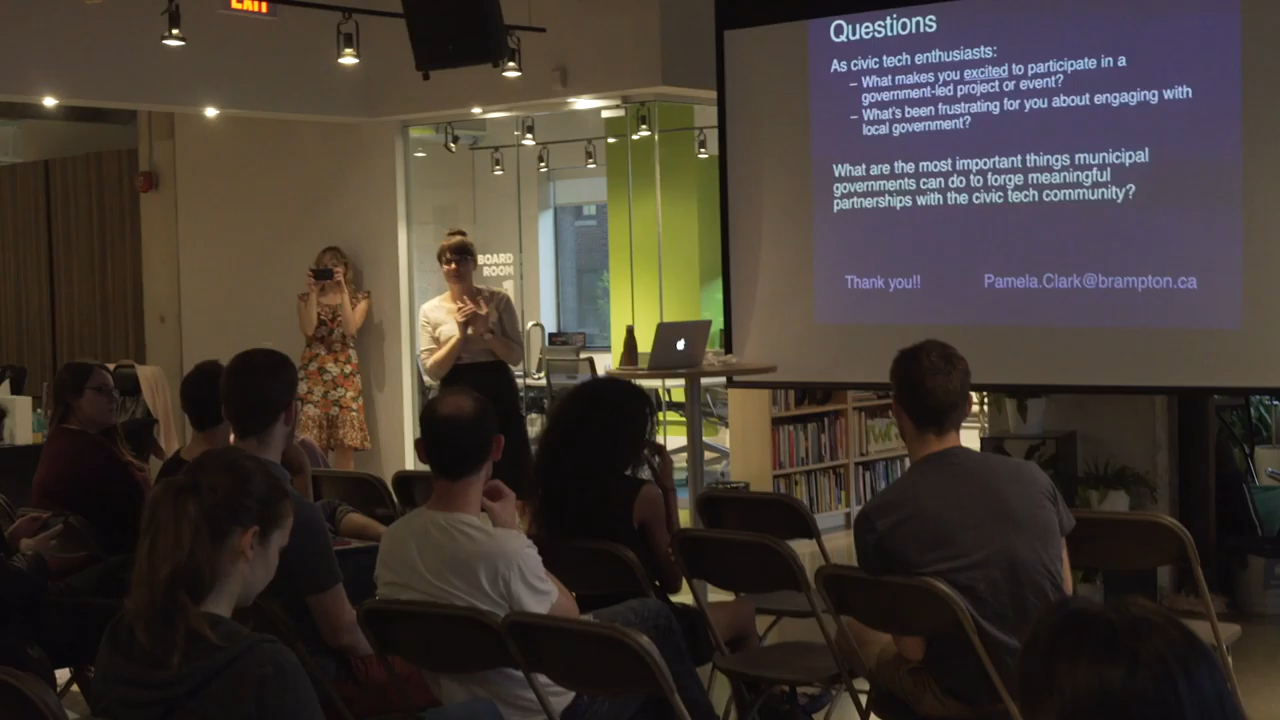 EXIT
Questions
As civic tech enthusiasts:
– What makes you excited to participate in a
government-led project or event?
– What's been frustrating for you about engaging with
local government?
What are the most important things municipal
governments can do to forge meaningful
partnerships with the civic tech community?
Thank you!! Pamela.Clark@brampton.ca
BOARD
ROOM